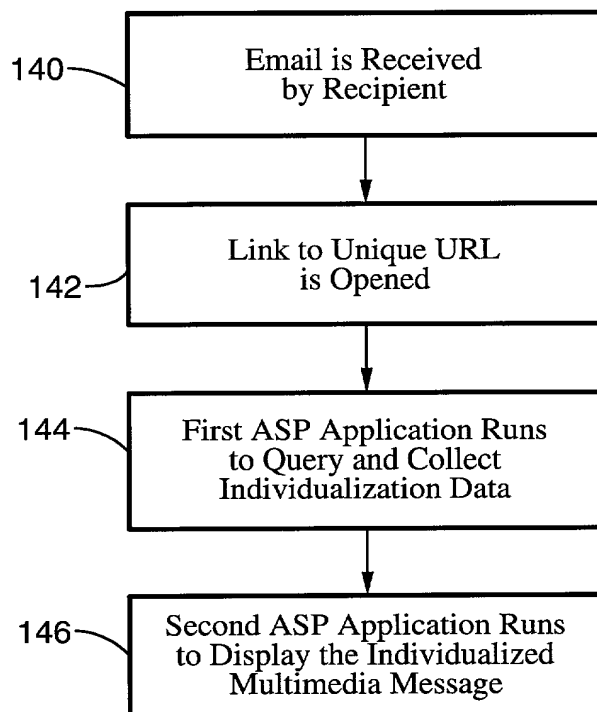 140
Email is Received
by Recipient
142
Link to Unique URL
is Opened
144
First ASP Application Runs
to Query and Collect
Individualization Data
146
Second ASP Application Runs
to Display the Individualized
Multimedia Message